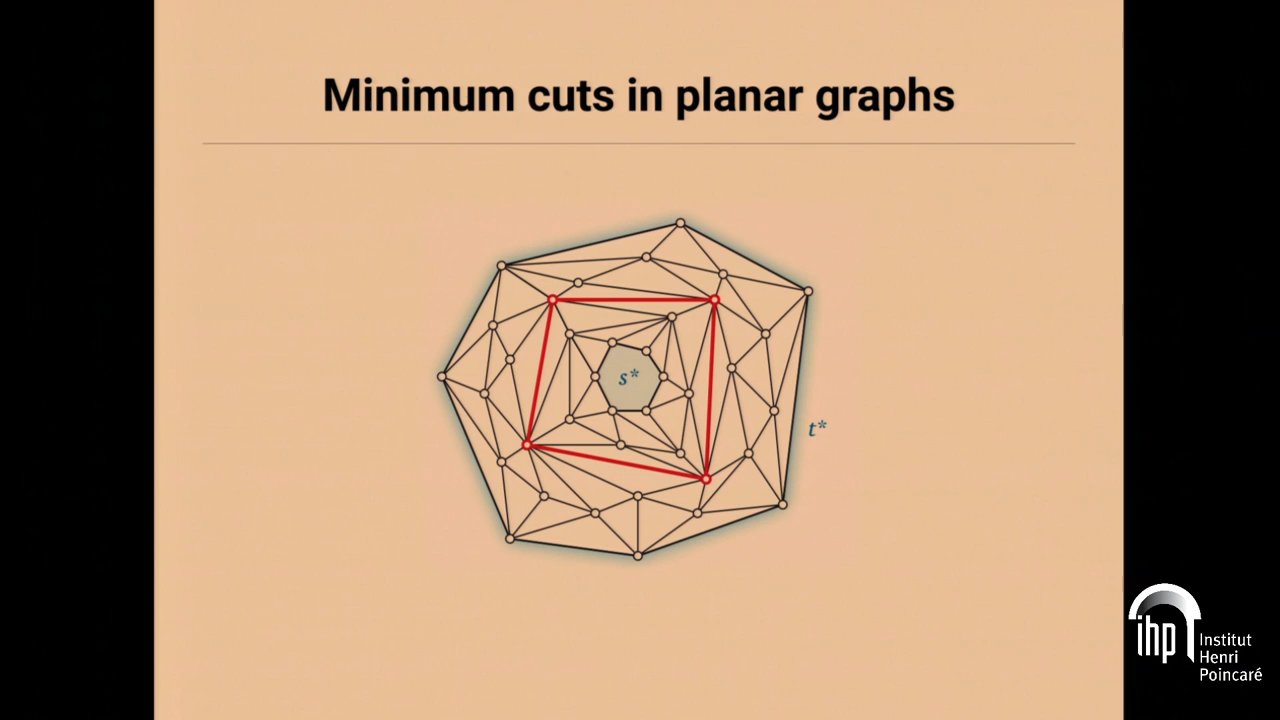 Minimum cuts in planar graphs
s*
t*
ihp
Institut
Henri
Poincaré